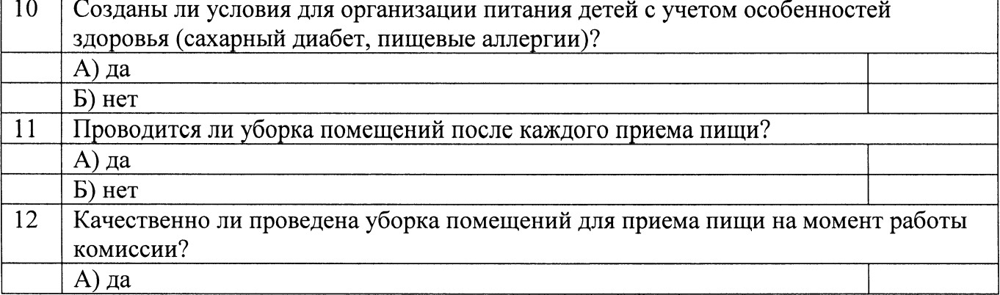 10 Созданы ли условия для организации питания детей с учетом особенностей
здоровья (сахарный диабет, пищевые аллергии)?
А) да
Б) нет
11 Проводится ли уборка помещений после каждого приема пищи?
А) да
Б) нет
12 Качественно ли проведена уборка помещений для приема пищи на момент работы
комиссии?
А) да